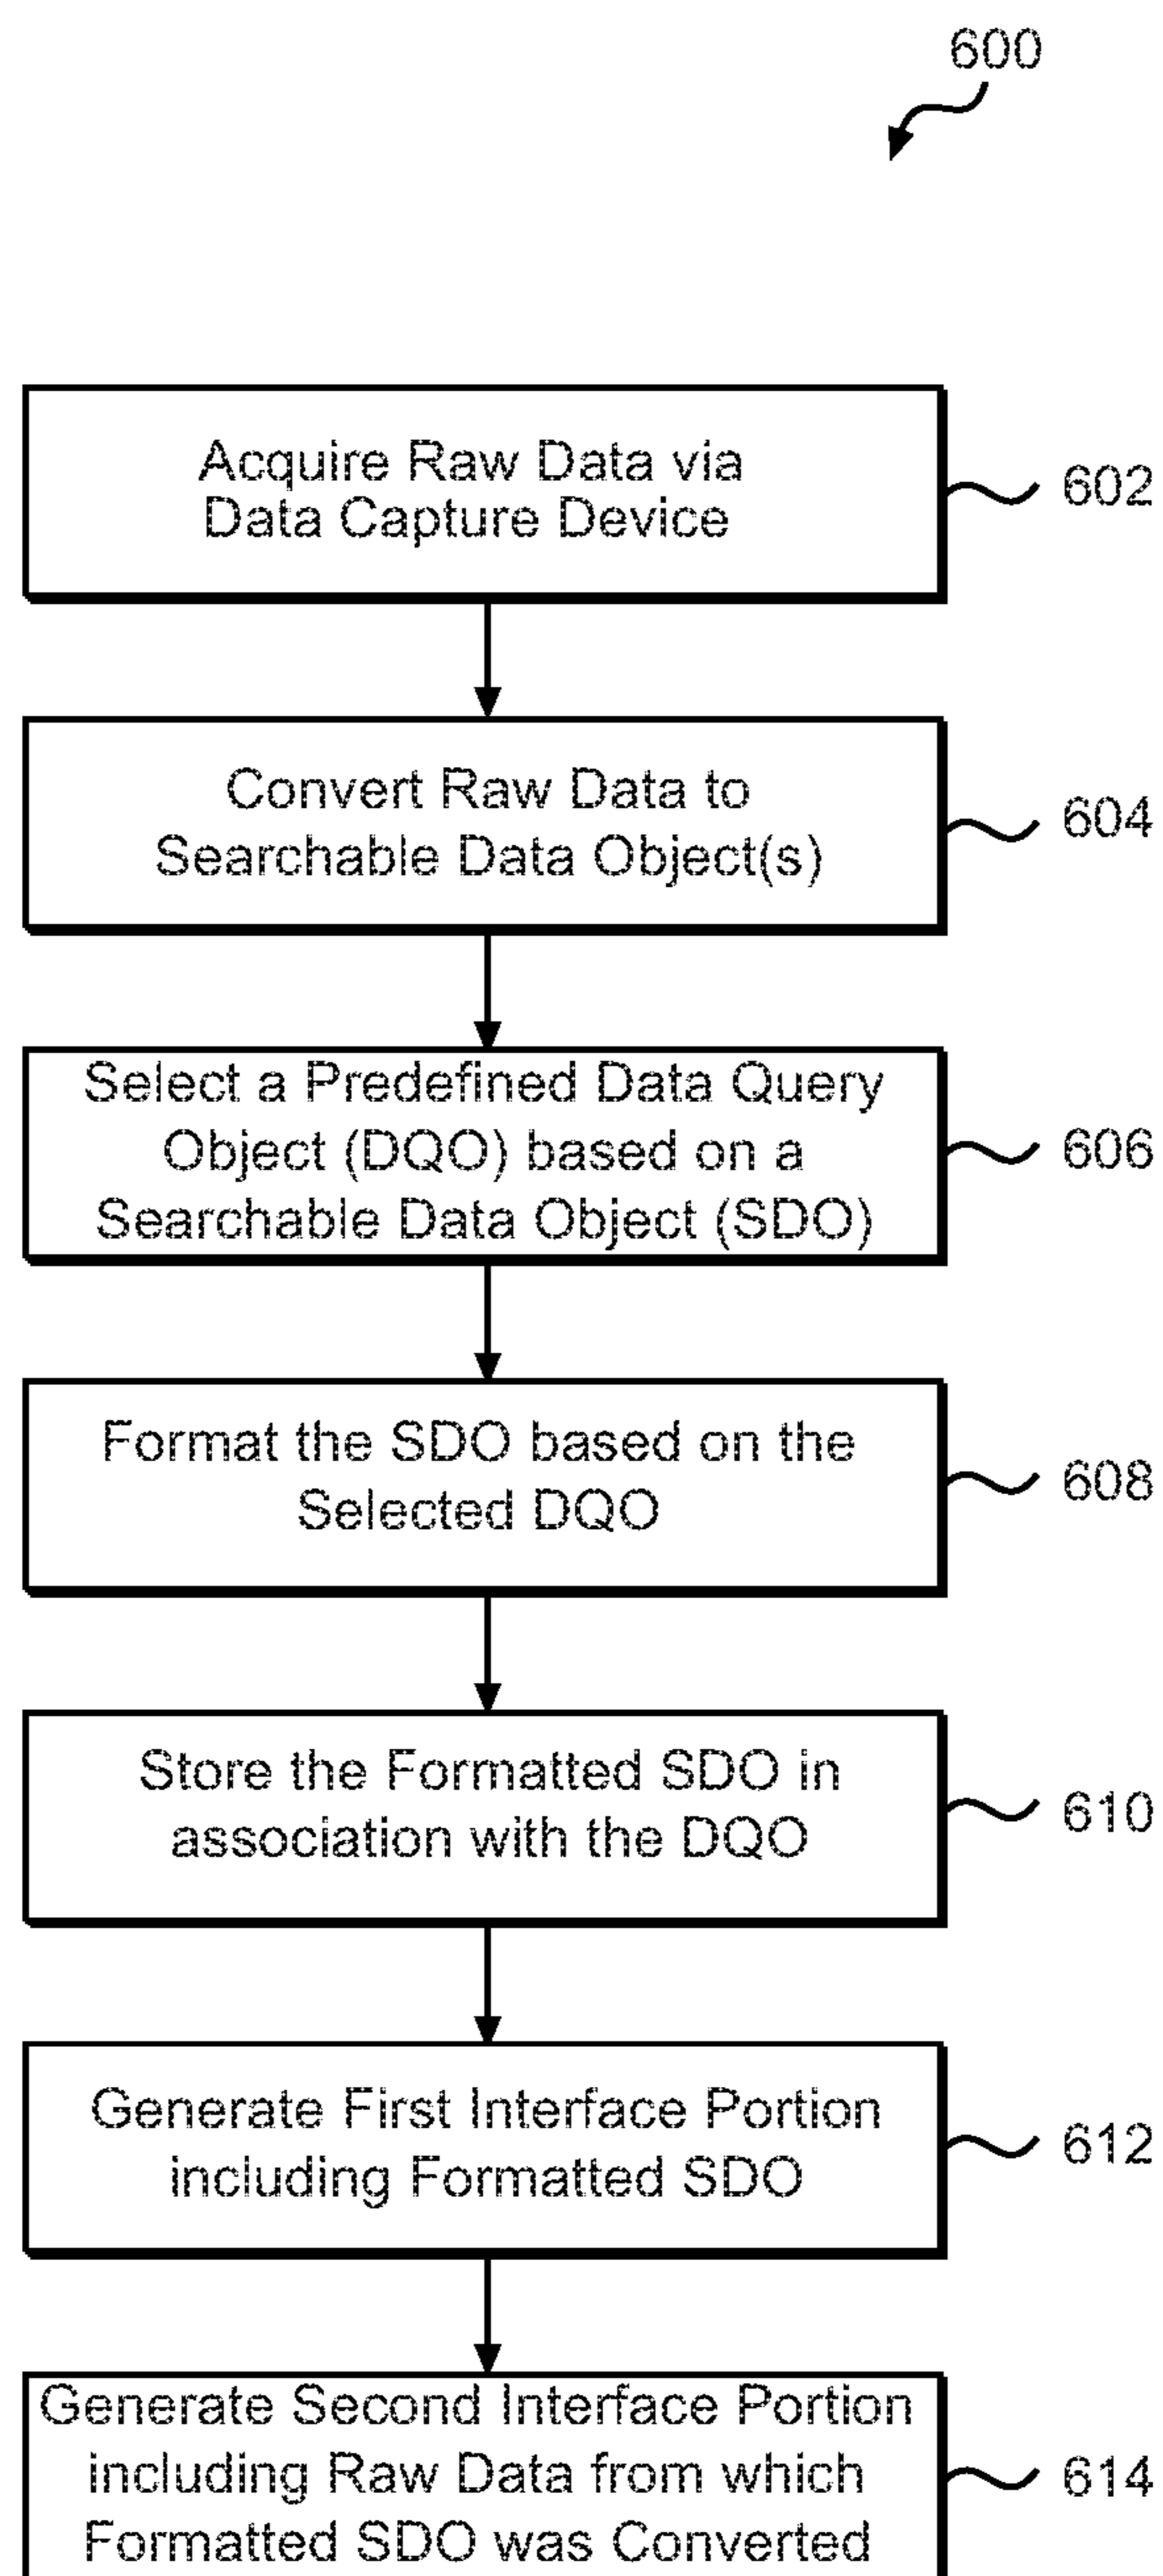 600
Acquire Raw Data via
Data Capture Device
602
Convert Raw Data to
Searchable Data Object(s)
604
Select a Predefined Data Query
Object (DQO) based on a
Searchable Data Object (SDO)
606
Format the SDO based on the
Selected DQO
608
Store the Formatted SDO in
association with the DQO
610
Generate First Interface Portion
including Formatted SDO
612
Generate Second Interface Portion
including Raw Data from which
Formatted SDO was Converted
614